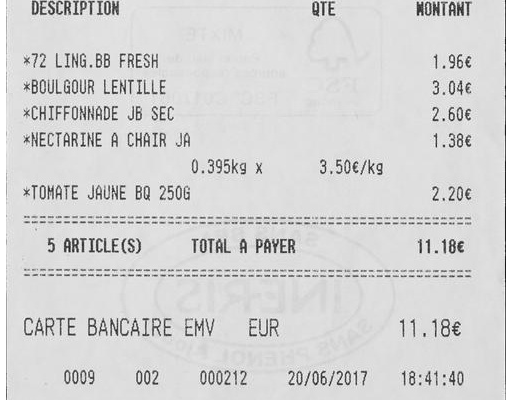 DESCRIPTION QTE MONTANT
*72 LING.BB FRESH 1.96€
*BOULGOUR LENTILLE 3.04€
*CHIFFONNADE JB SEC 2.60€
*NECTARINE A CHAIR JA 1.38€
0.395kg x 3.50€/kg
*TOMATE JAUNE BQ 250G 2.20€
5 ARTICLE(S) TOTAL A PAYER 11.18€
CARTE BANCAIRE EMV EUR 11.18€
0009 002 000212 20/06/2017 18:41:40